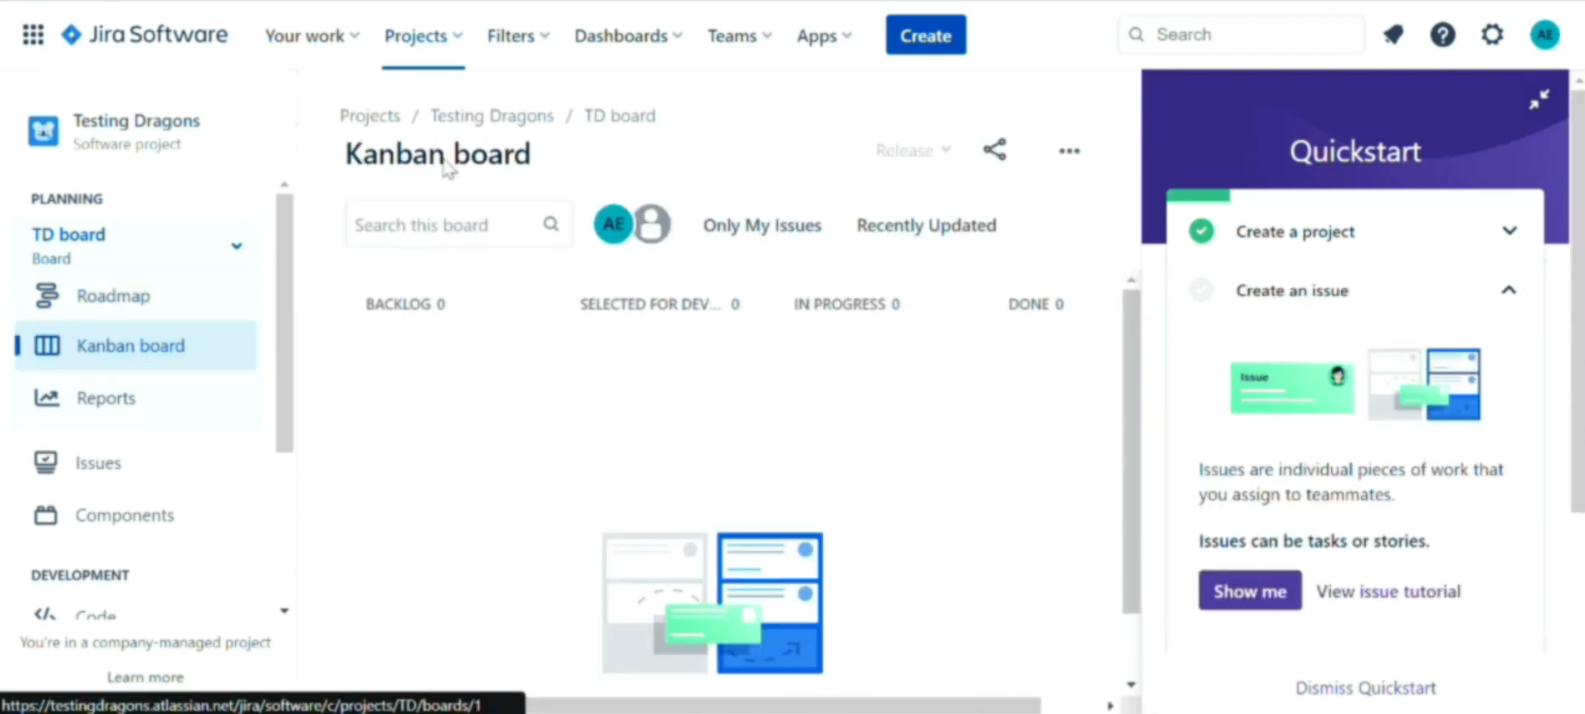 Jira Software
Your work
Projects
Filters
Dashboards
Teams
Apps
Create
Search
AE
Testing Dragons
Software project
PLANNING
TD board
Board
Roadmap
Kanban board
Reports
Issues
Components
DEVELOPMENT
Code
You're in a company-managed project
Learn more
https://testingdragons.atlassian.net/jira/software/c/projects/TD/boards/1
Projects / Testing Dragons / TD board
Kanban board
Release
Search this board
AE
Only My Issues
Recently Updated
BACKLOG 0
SELECTED FOR DEV... 0
IN PROGRESS 0
DONE 0
Quickstart
Create a project
Create an issue
Issue
Issues are individual pieces of work that
you assign to teammates.
Issues can be tasks or stories.
Show me
View issue tutorial
Dismiss Quickstart